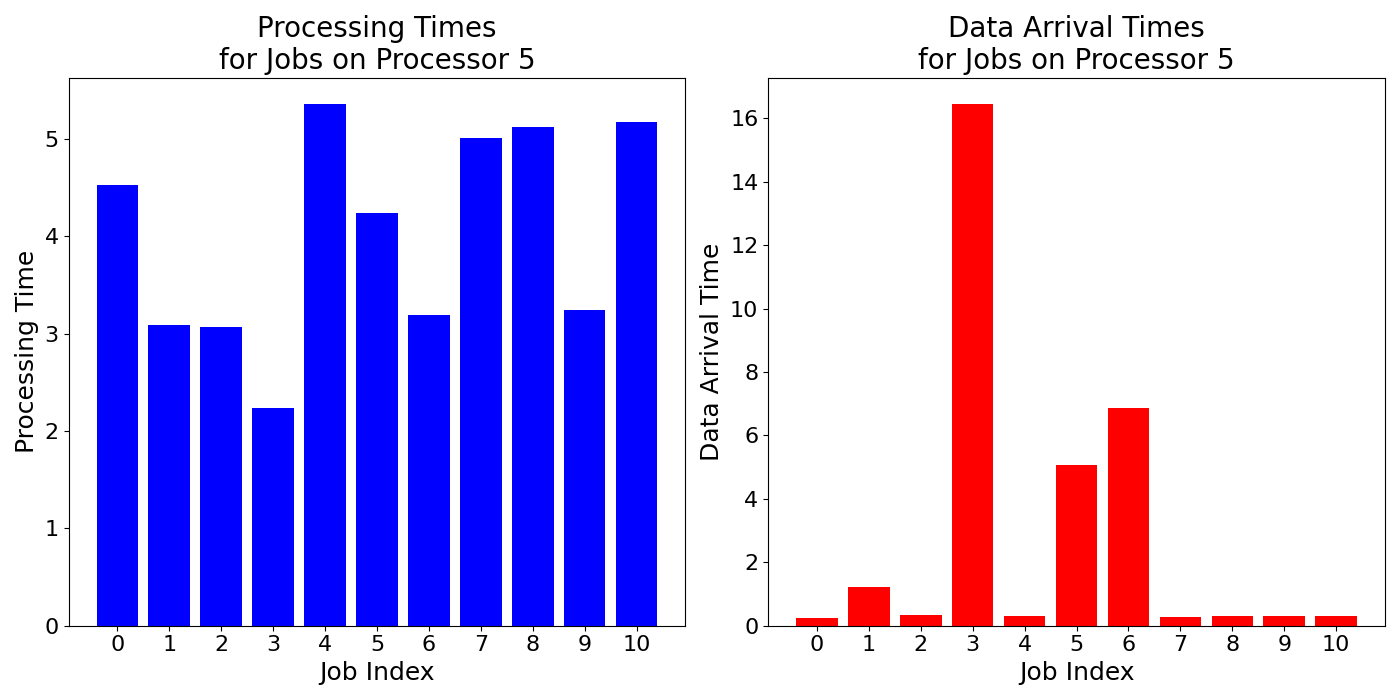 Processing Times
for Jobs on Processor 5
Processing Time
5
4
3
2
1
0
0 1 2 3 4 5 6 7 8 9 10
Job Index
Data Arrival Times
for Jobs on Processor 5
Data Arrival Time
16
14
12
10
8
6
4
2
0
0 1 2 3 4 5 6 7 8 9 10
Job Index